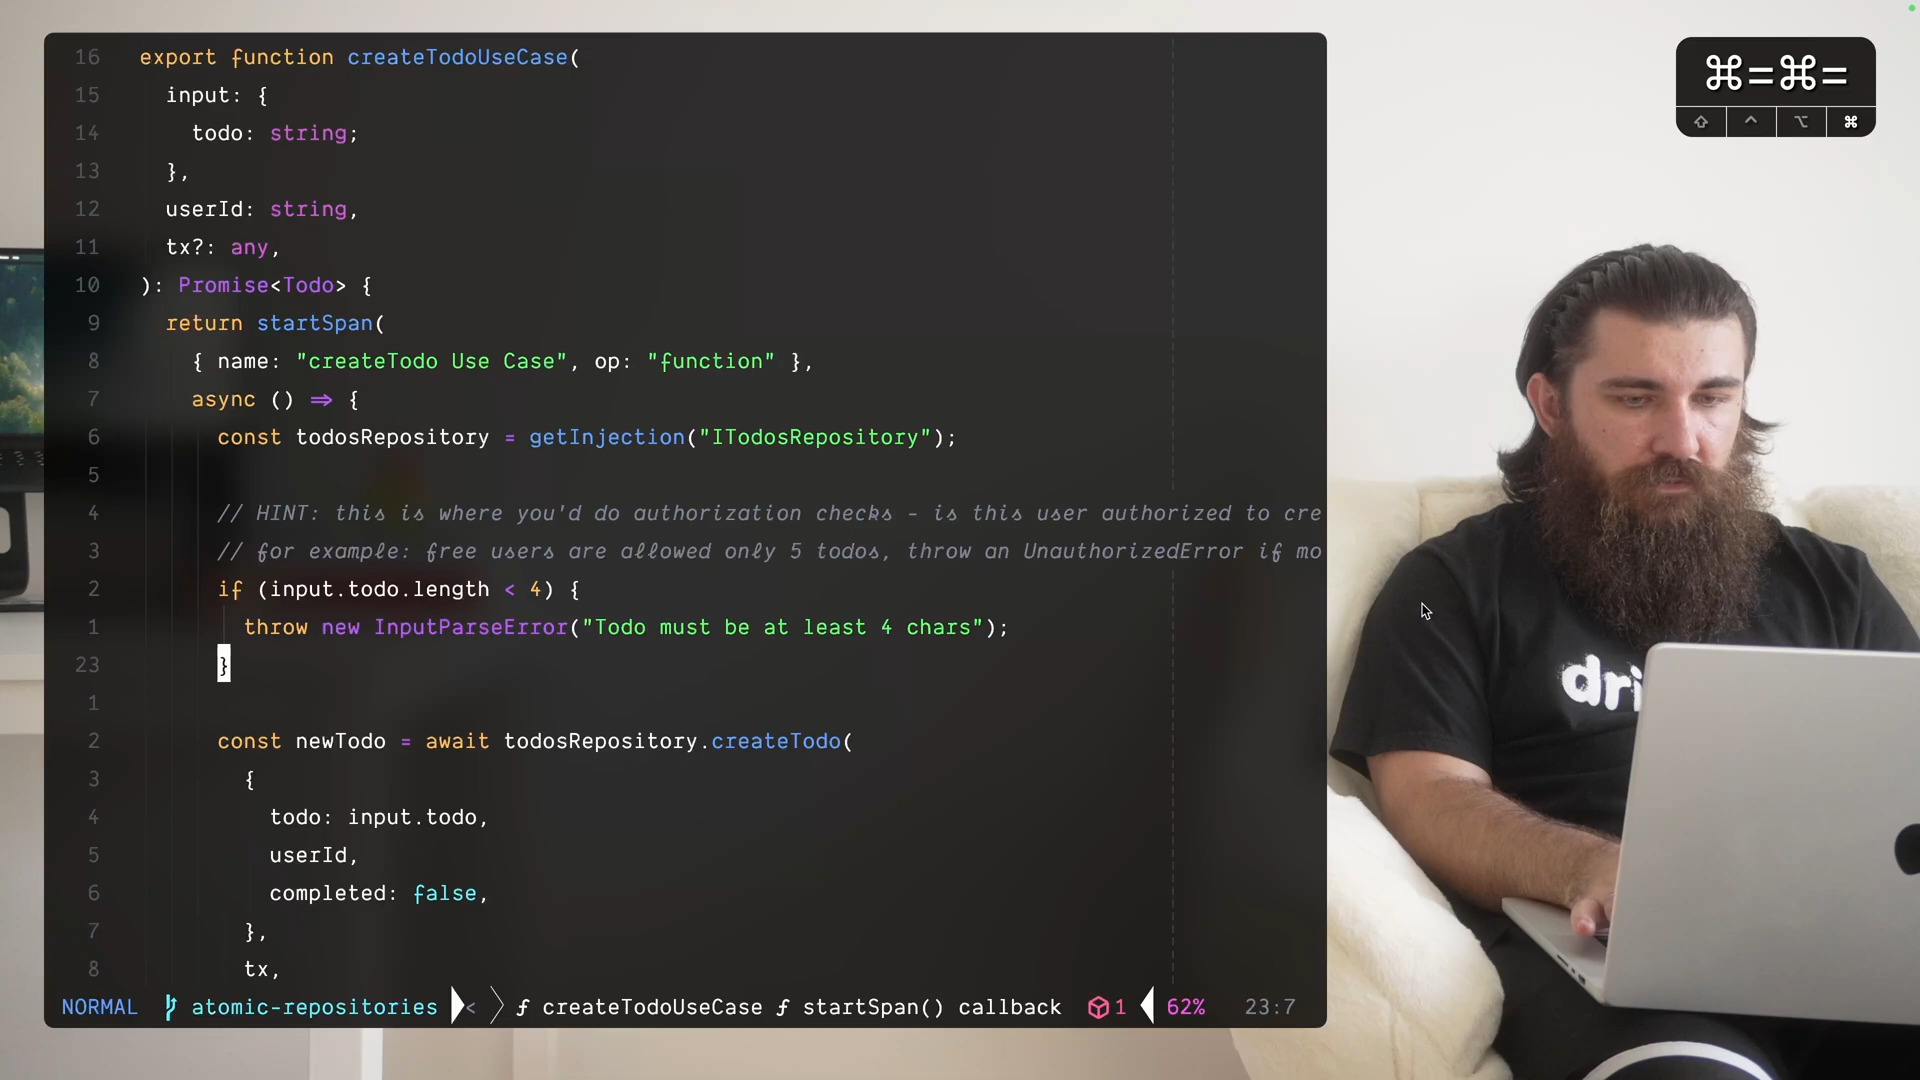 ⌘=⌘=
⇧ ^ ⌥ ⌘
16 export function createTodoUseCase(
15 input: {
14 todo: string;
13 },
12 userId: string,
11 tx?: any,
10 ): Promise<Todo> {
9 return startSpan(
8 { name: "createTodo Use Case", op: "function" },
7 async () ⇒ {
6 const todosRepository = getInjection("ITodosRepository");
5
4 // HINT: this is where you'd do authorization checks - is this user authorized to cre
3 // for example: free users are allowed only 5 todos, throw an UnauthorizedError if mo
2 if (input.todo.length < 4) {
1 throw new InputParseError("Todo must be at least 4 chars");
23 }
1
2 const newTodo = await todosRepository.createTodo(
3 {
4 todo: input.todo,
5 userId,
6 completed: false,
7 },
8 tx,
NORMAL atomic-repositories < ƒ createTodoUseCase ƒ startSpan() callback 1 62% 23:7
dri